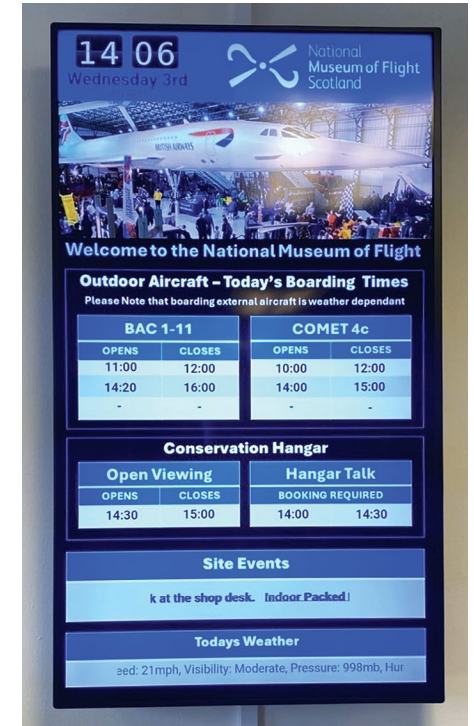 14 06
Wednesday 3rd
National
Museum of Flight
Scotland
BRITISH AIRWAYS
Welcome to the National Museum of Flight
Outdoor Aircraft – Today's Boarding Times
Please Note that boarding external aircraft is weather dependant
BAC 1-11 COMET 4c
OPENS CLOSES OPENS CLOSES
11:00 12:00 10:00 12:00
14:20 16:00 14:00 15:00
- - - -
Conservation Hangar
Open Viewing Hangar Talk
OPENS CLOSES BOOKING REQUIRED
14:30 15:00 14:00 14:30
Site Events
k at the shop desk. Indoor Packed
Todays Weather
eed: 21mph, Visibility: Moderate, Pressure: 998mb, Hur